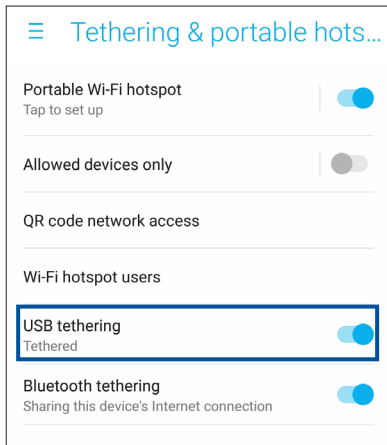 Tethering & portable hots...
Portable Wi-Fi hotspot
Tap to set up
Allowed devices only
QR code network access
Wi-Fi hotspot users
USB tethering
Tethered
Bluetooth tethering
Sharing this device's Internet connection